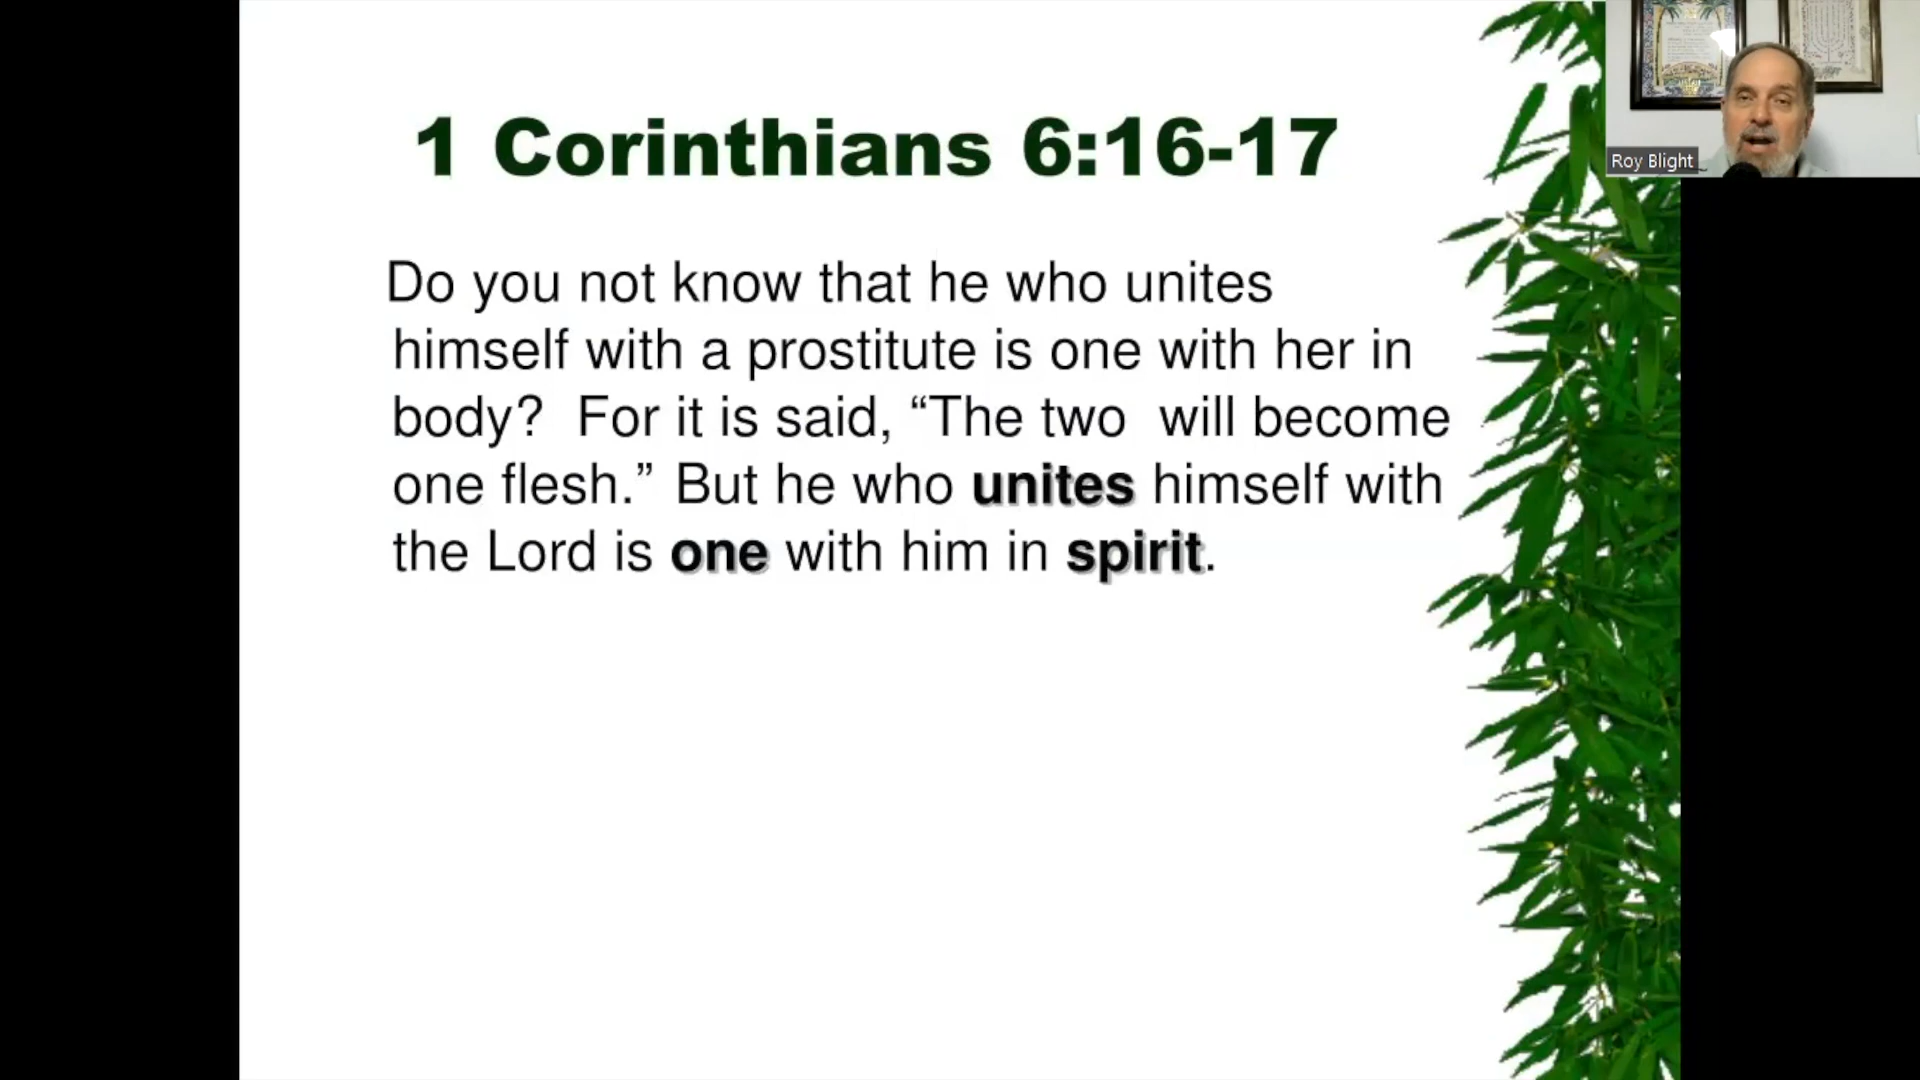 1 Corinthians 6:16-17
Do you not know that he who unites
himself with a prostitute is one with her in
body?  For it is said, “The two  will become
one flesh.” But he who unites himself with
the Lord is one with him in spirit.
Roy Blight